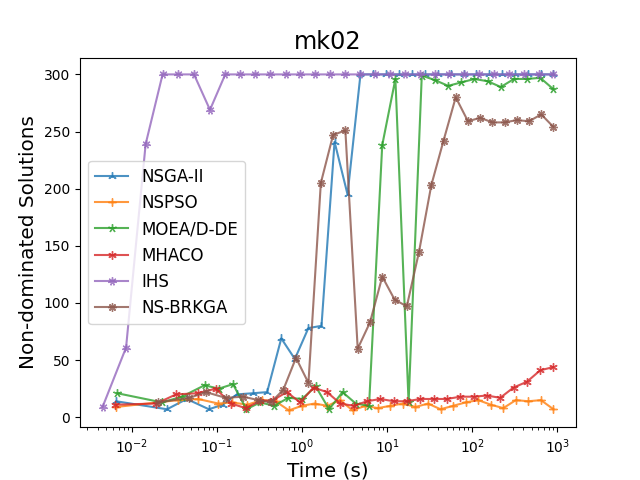 mk02
Non-dominated Solutions
300
250
200
150
100
50
0
NSGA-II
NSPSO
MOEA/D-DE
MHACO
IHS
NS-BRKGA
10⁻² 10⁻¹ 10⁰ 10¹ 10² 10³
Time (s)